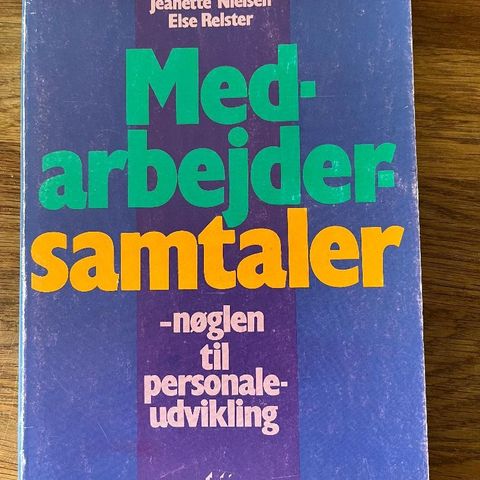 Jeanette Nielsen
Else Relster
Med-
arbejder-
samtaler
-nøglen
til
personale-
udvikling